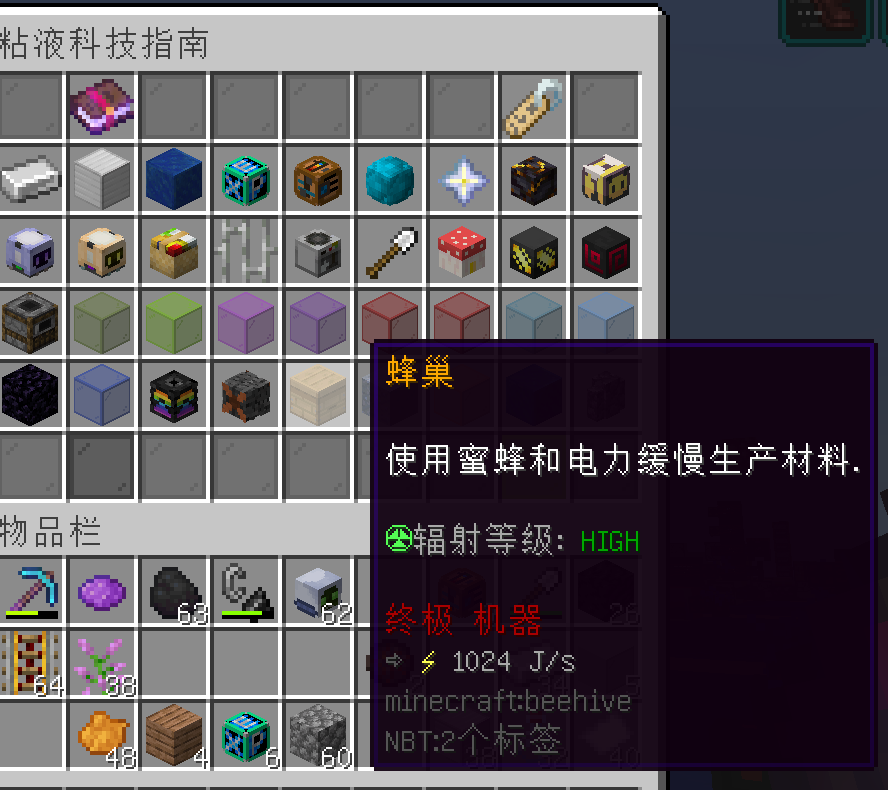 粘液科技指南
蜂巢
使用蜜蜂和电力缓慢生产材料.
辐射等级: HIGH
终极 机器
⇨ ⚡ 1024 J/s
minecraft:beehive
NBT:2个标签
物品栏
63
62
26
64
38
48
4
6
60
40